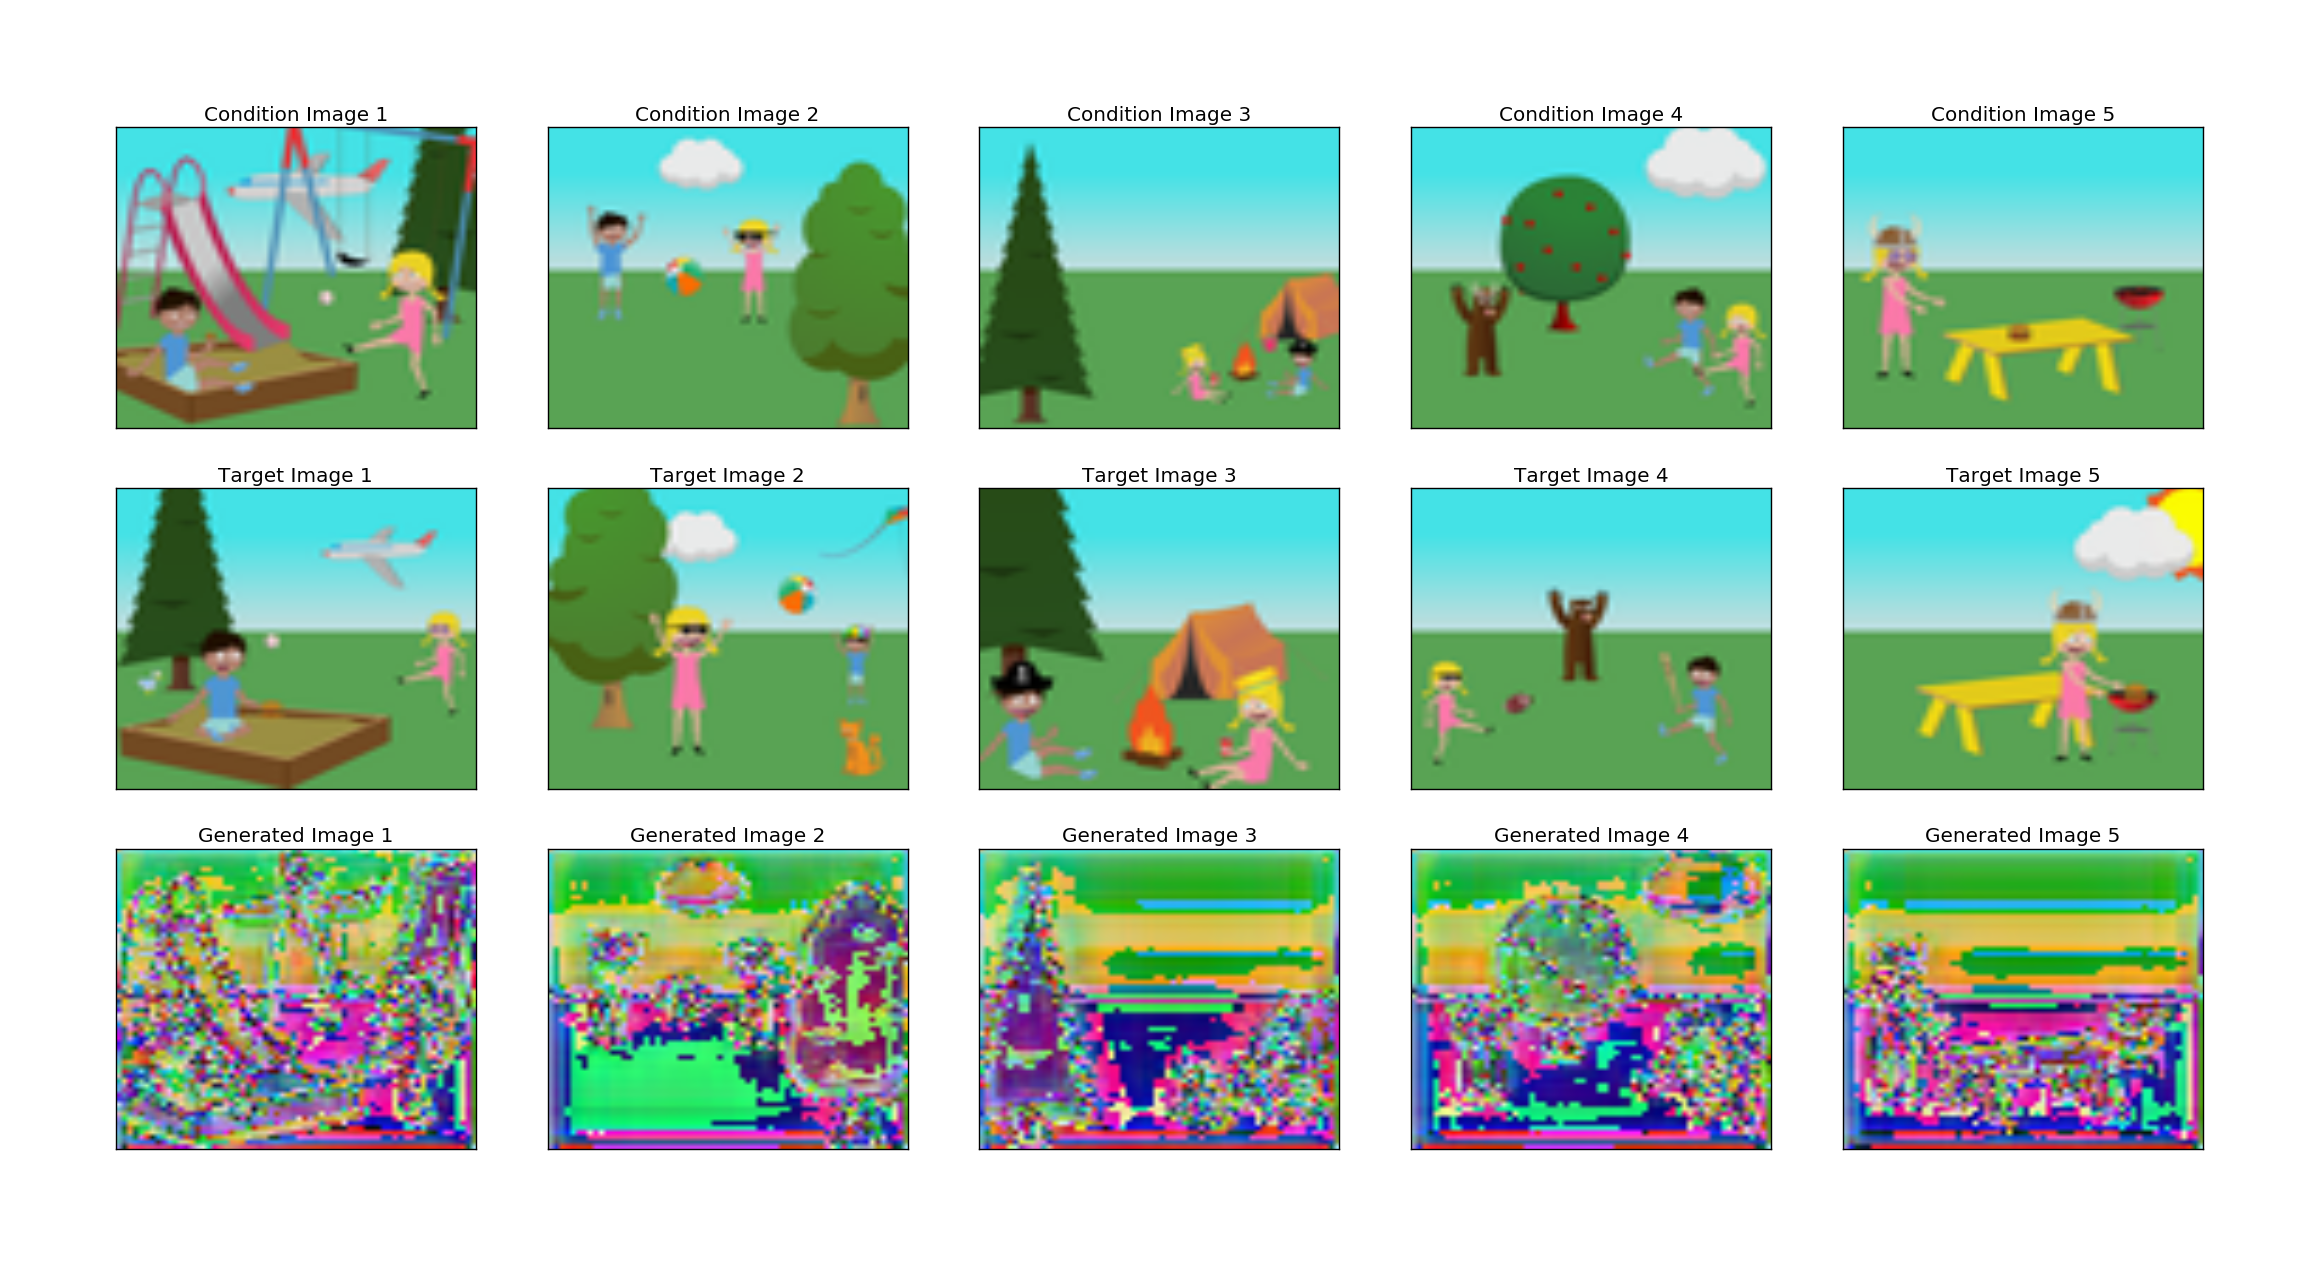 Condition Image 1
Condition Image 2
Condition Image 3
Condition Image 4
Condition Image 5
Target Image 1
Target Image 2
Target Image 3
Target Image 4
Target Image 5
Generated Image 1
Generated Image 2
Generated Image 3
Generated Image 4
Generated Image 5